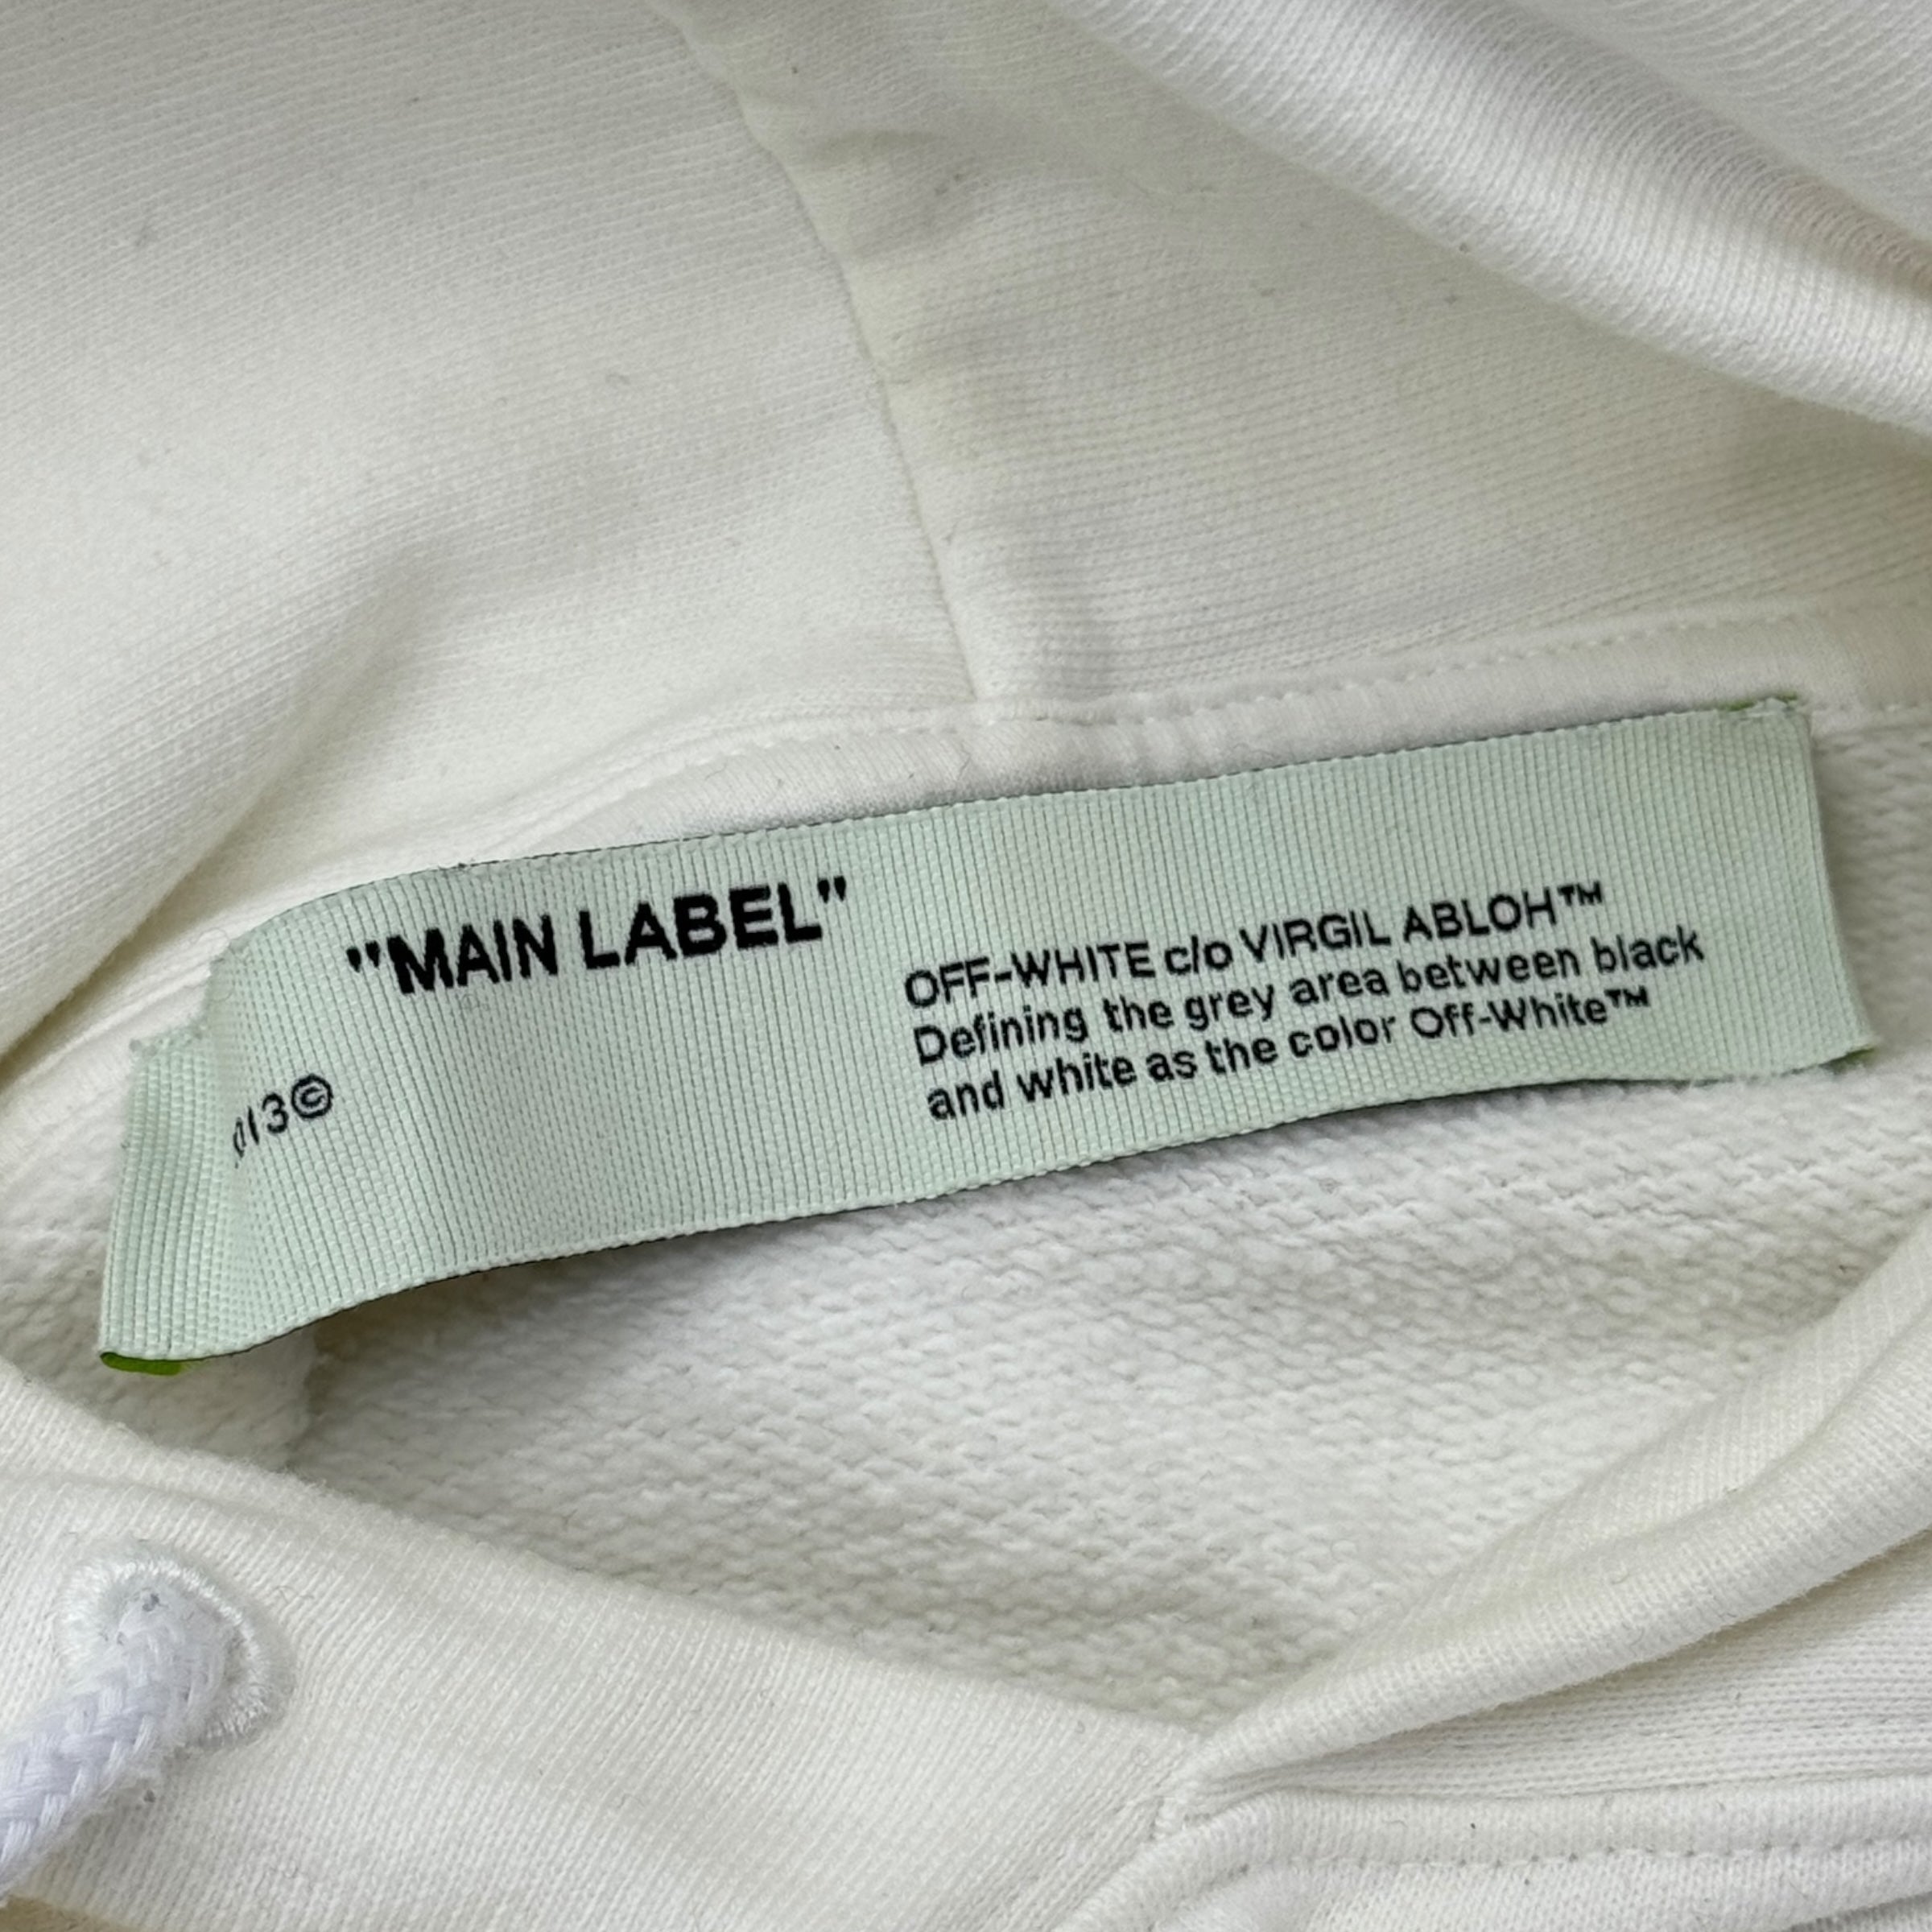 "MAIN LABEL"
OFF-WHITE c/o VIRGIL ABLOH™
Defining the grey area between black
and white as the color Off-White™
013©